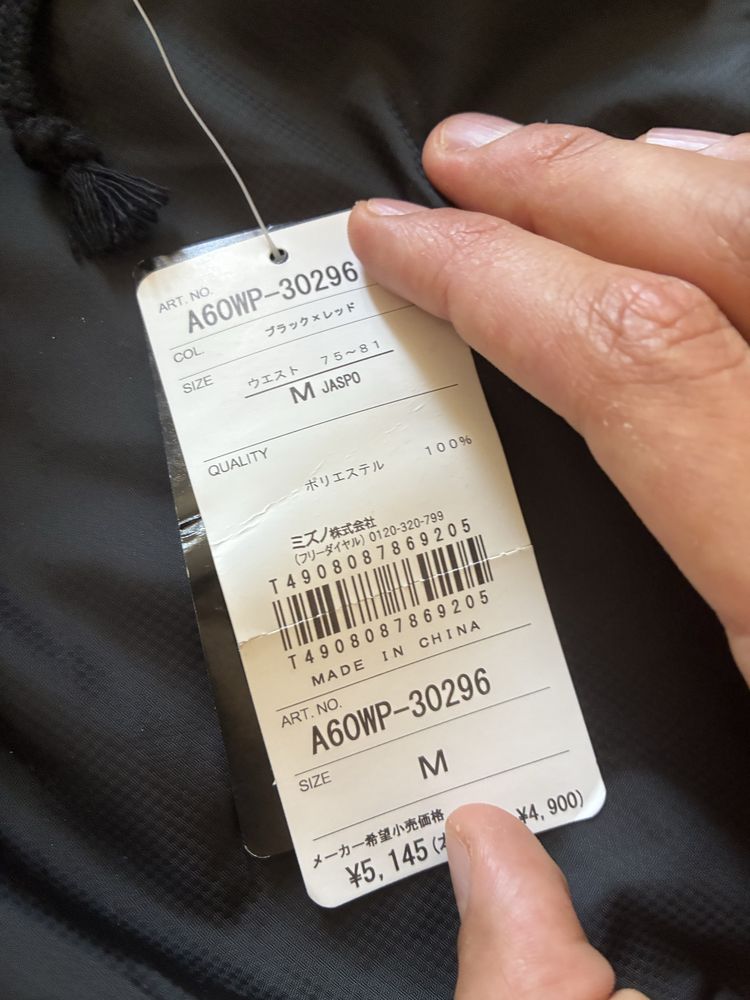 ART. NO.
A60WP-30296
COL. ブラック×レッド
SIZE ウエスト 75～81
M JASPO
QUALITY
ポリエステル 100%
ミズノ株式会社
(フリーダイヤル) 0120-320-799
T4908087869205
T4908087869205
MADE IN CHINA
ART. NO.
A60WP-30296
SIZE M
メーカー希望小売価格
¥5,145 (本 ¥4,900)